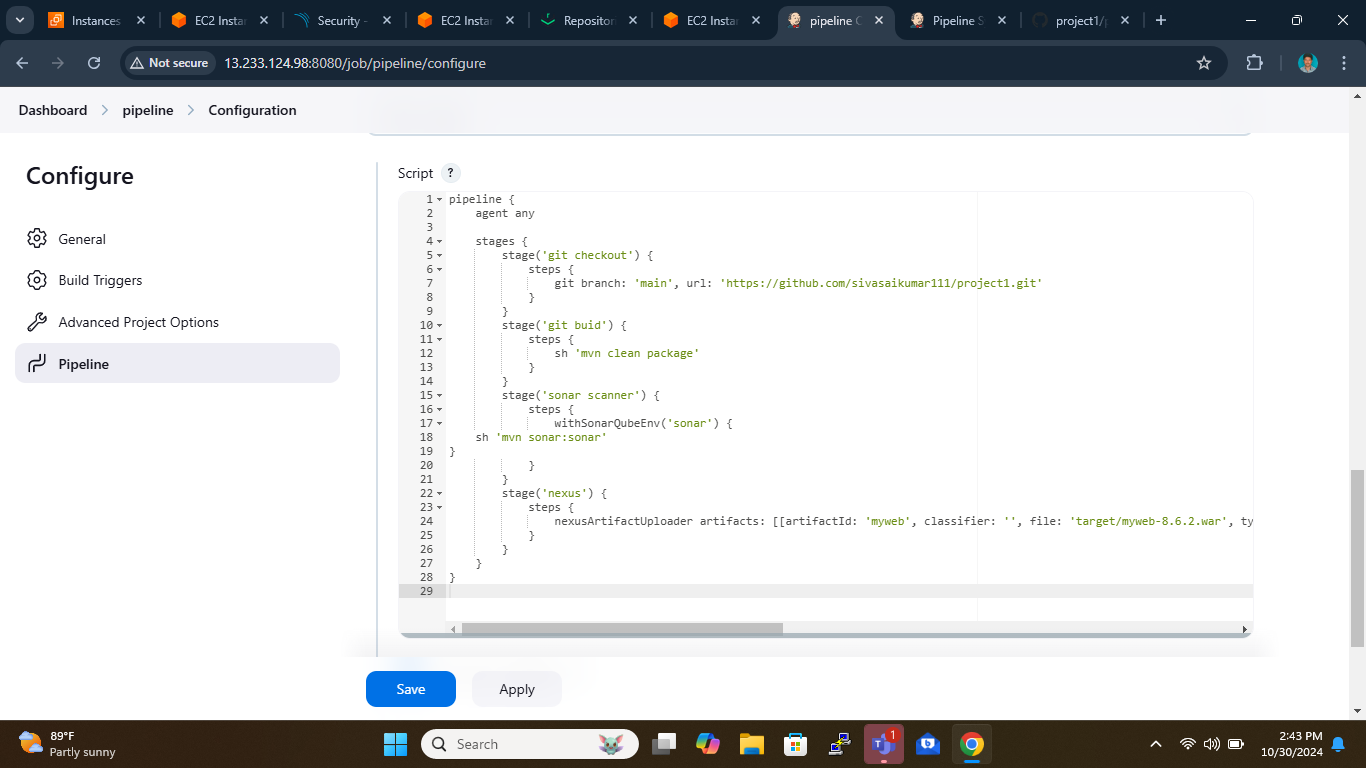 Instances
EC2 Instan
Security -
EC2 Instan
Repositor
EC2 Instan
pipeline C
Pipeline S
project1/p
Not secure
13.233.124.98:8080/job/pipeline/configure
Dashboard
pipeline
Configuration
Configure
General
Build Triggers
Advanced Project Options
Pipeline
Script ?
1 pipeline {
2     agent any
3
4     stages {
5         stage('git checkout') {
6             steps {
7                 git branch: 'main', url: 'https://github.com/sivasaikumar111/project1.git'
8             }
9         }
10         stage('git buid') {
11             steps {
12                 sh 'mvn clean package'
13             }
14         }
15         stage('sonar scanner') {
16             steps {
17                 withSonarQubeEnv('sonar') {
18     sh 'mvn sonar:sonar'
19 }
20             }
21         }
22         stage('nexus') {
23             steps {
24                 nexusArtifactUploader artifacts: [[artifactId: 'myweb', classifier: '', file: 'target/myweb-8.6.2.war', ty
25             }
26         }
27     }
28 }
29
Save
Apply
89°F
Partly sunny
Search
1
2:43 PM
10/30/2024